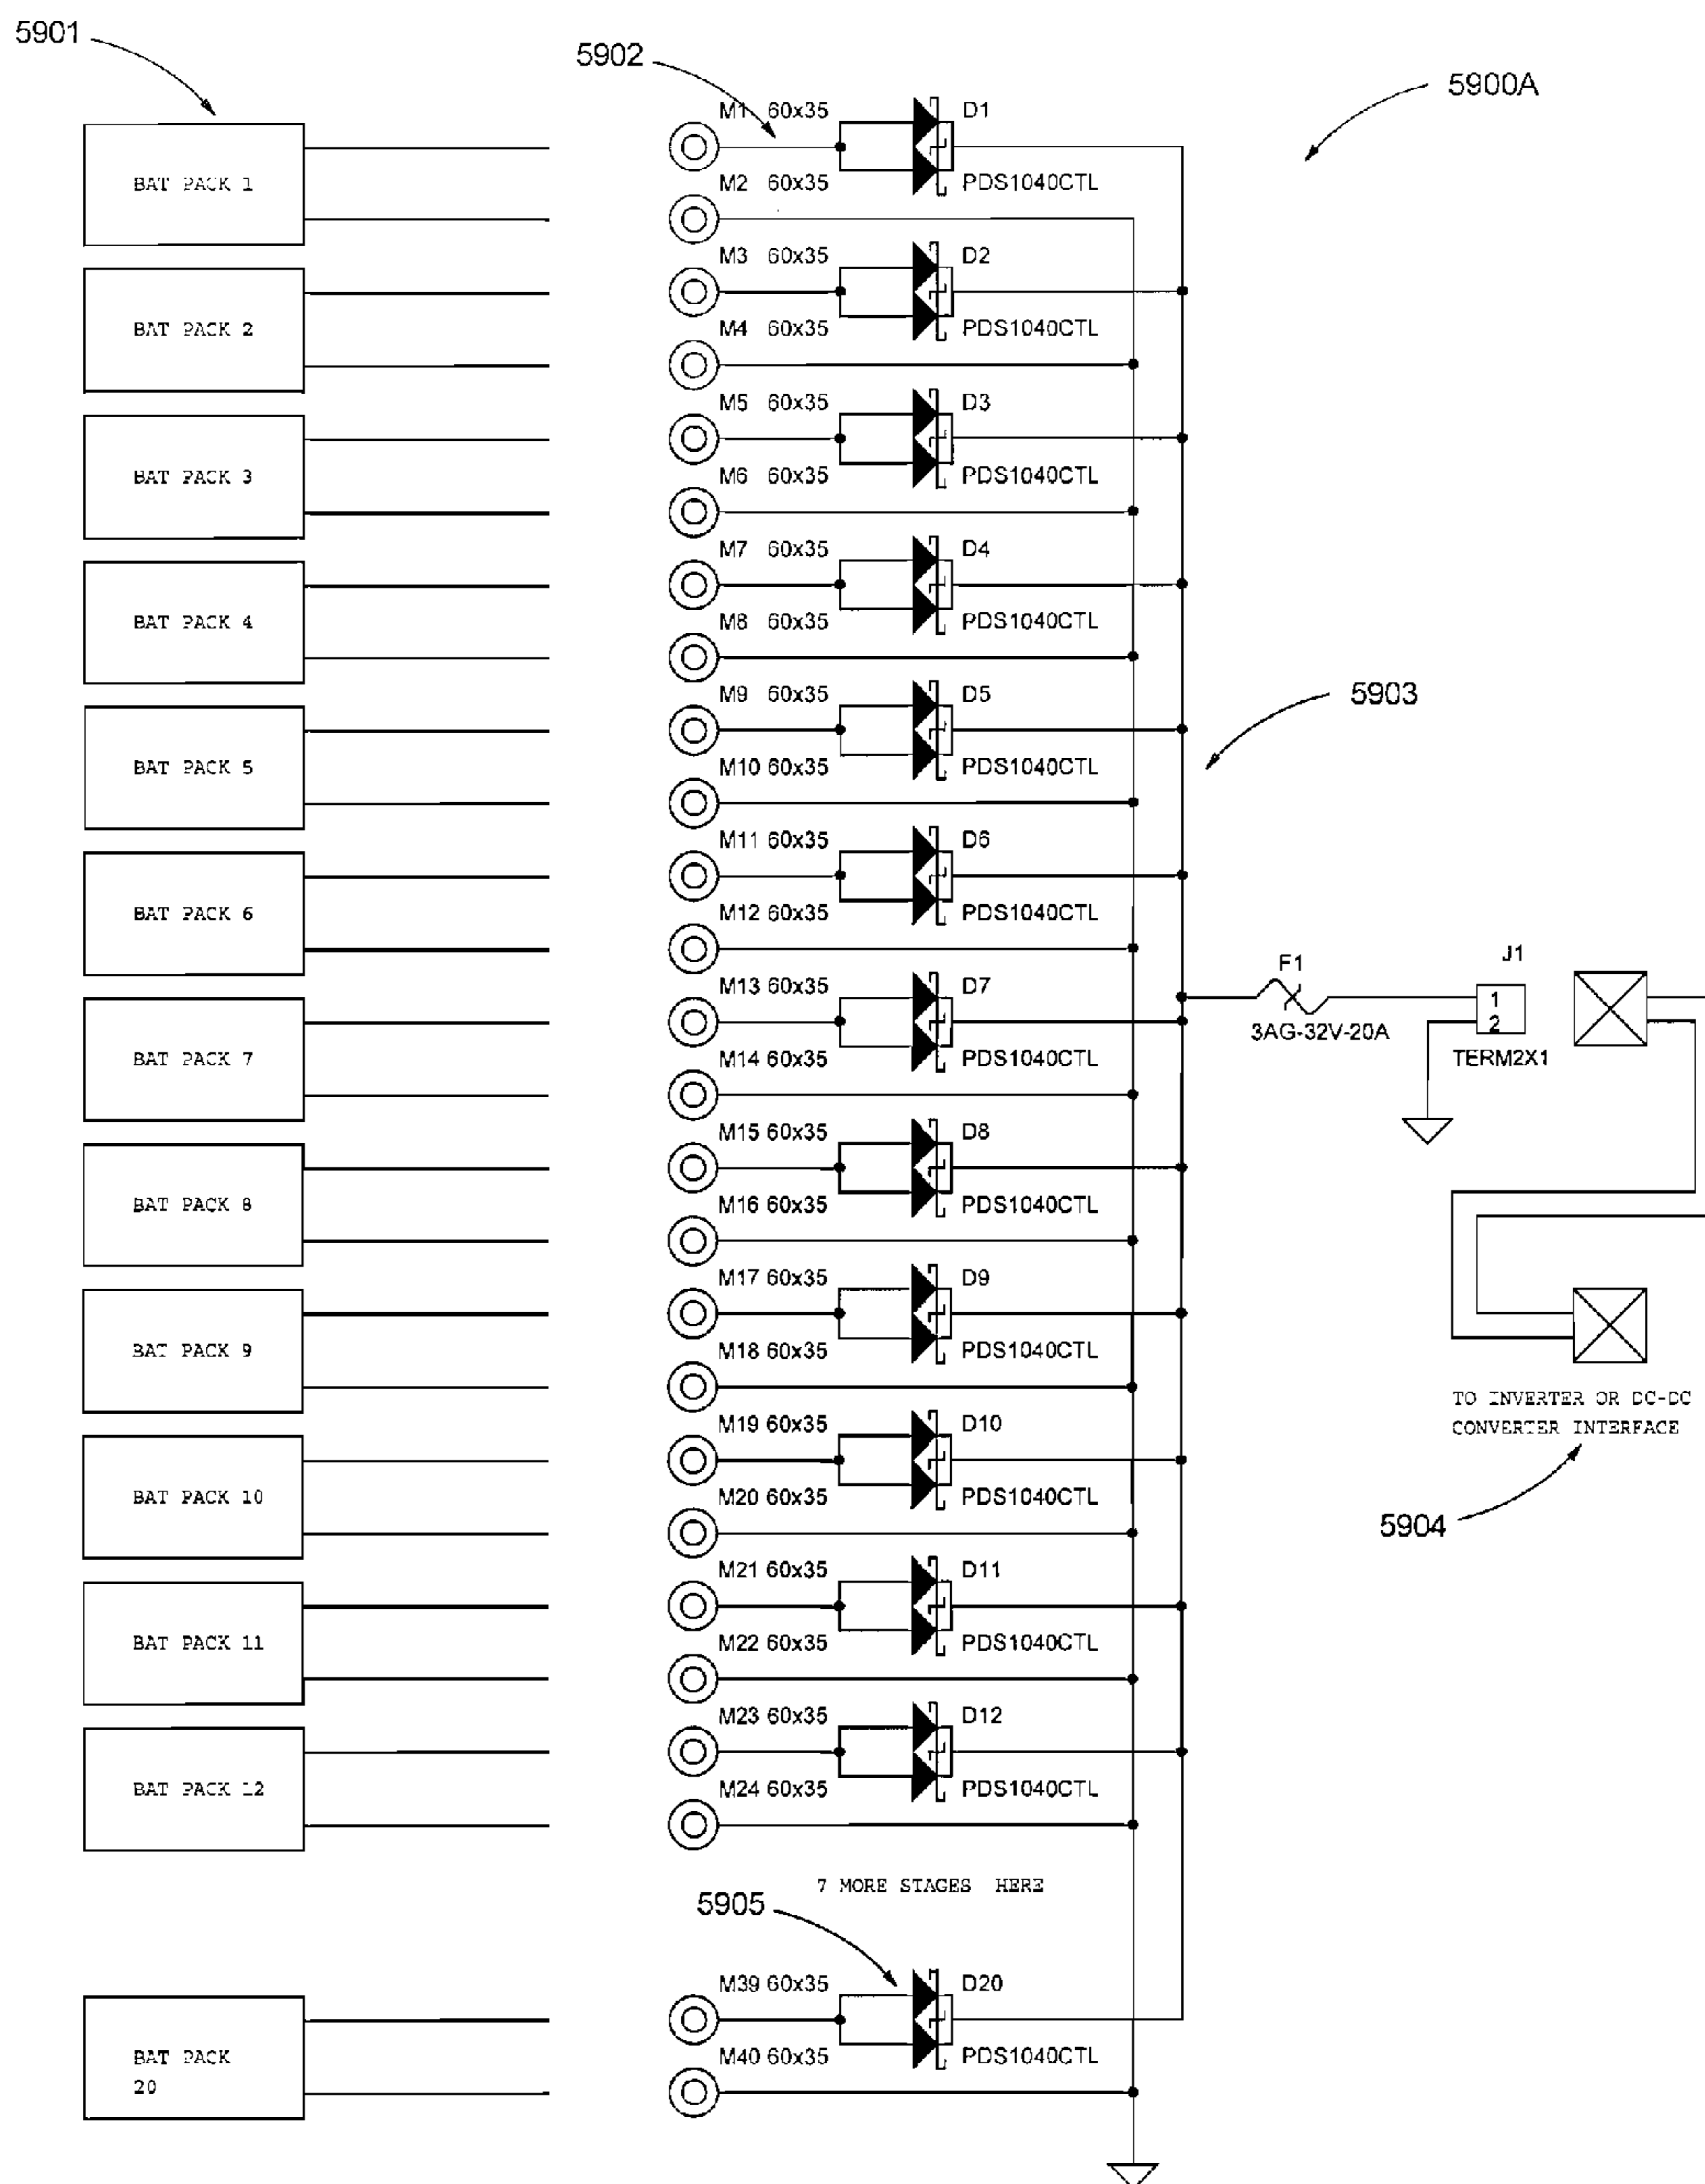 5901
5902
5900A
M1 60x35 D1
BAT PACK 1
M2 60x35 PDS1040CTL
M3 60x35 D2
BAT PACK 2
M4 60x35 PDS1040CTL
M5 60x35 D3
BAT PACK 3
M6 60x35 PDS1040CTL
M7 60x35 D4
BAT PACK 4
M8 60x35 PDS1040CTL
M9 60x35 D5
5903
BAT PACK 5
M10 60x35 PDS1040CTL
M11 60x35 D6
BAT PACK 6
M12 60x35 PDS1040CTL
M13 60x35 D7
F1
J1
1
2
3AG-32V-20A
TERM2X1
BAT PACK 7
M14 60x35 PDS1040CTL
M15 60x35 D8
BAT PACK 8
M16 60x35 PDS1040CTL
M17 60x35 D9
BAT PACK 9
M18 60x35 PDS1040CTL
TO INVERTER OR DC-DC
CONVERTER INTERFACE
5904
M19 60x35 D10
BAT PACK 10
M20 60x35 PDS1040CTL
M21 60x35 D11
BAT PACK 11
M22 60x35 PDS1040CTL
M23 60x35 D12
BAT PACK 12
M24 60x35 PDS1040CTL
7 MORE STAGES HERE
5905
M39 60x35 D20
BAT PACK
20
M40 60x35 PDS1040CTL